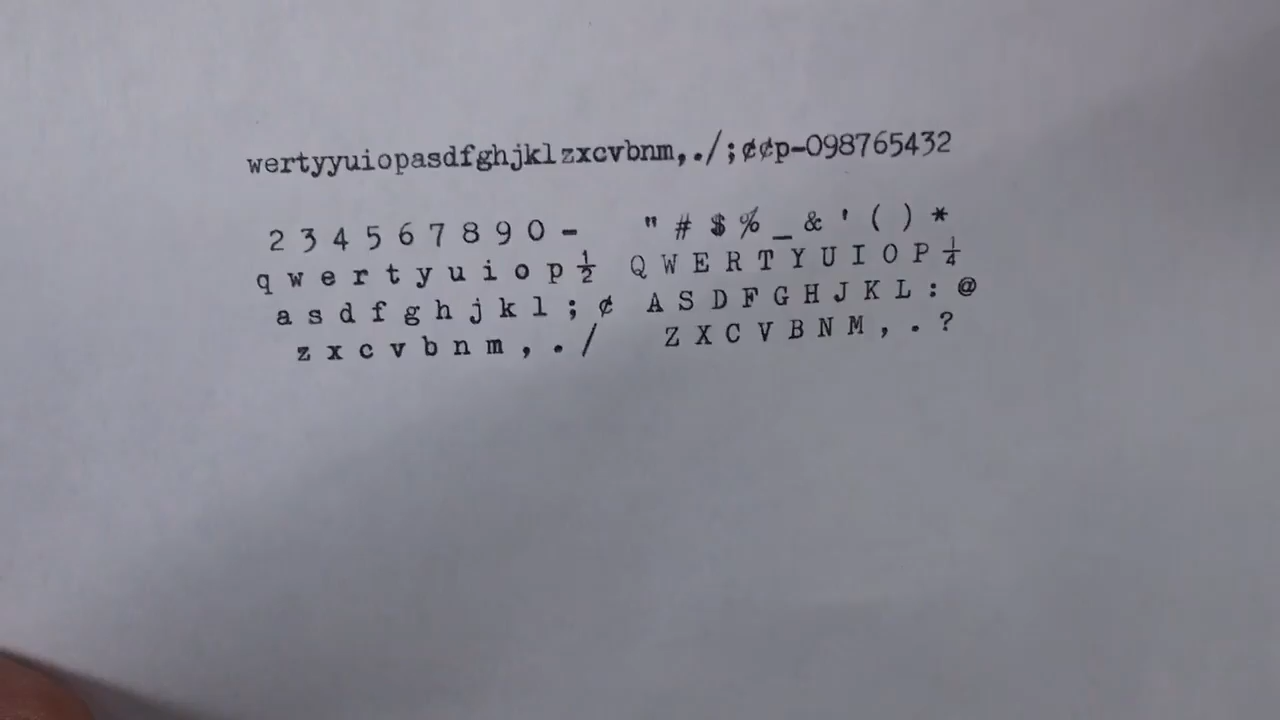 wertyyuiopasdfghjklzxcvbnm,./;¢¢p-098765432
2 3 4 5 6 7 8 9 0 - " # $ % _ & ' ( ) *
q w e r t y u i o p ½ Q W E R T Y U I O P ¼
a s d f g h j k l ; ¢ A S D F G H J K L : @
z x c v b n m , . / Z X C V B N M , . ?